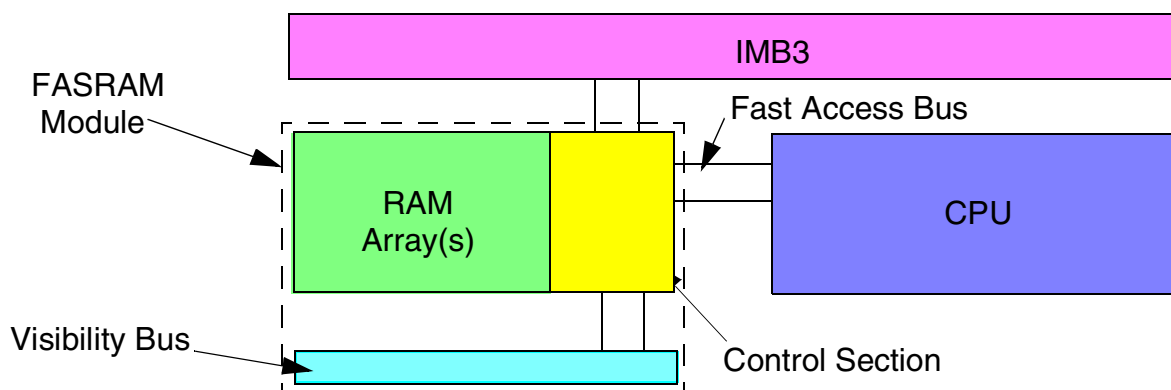 IMB3
FASRAM
Module
Fast Access Bus
RAM
Array(s)
CPU
Visibility Bus
Control Section